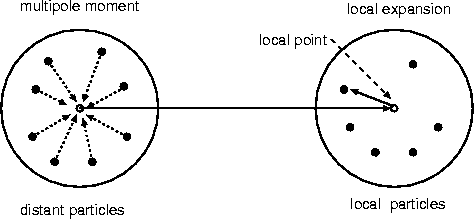 multipole moment
local expansion
local point
distant particles
local particles